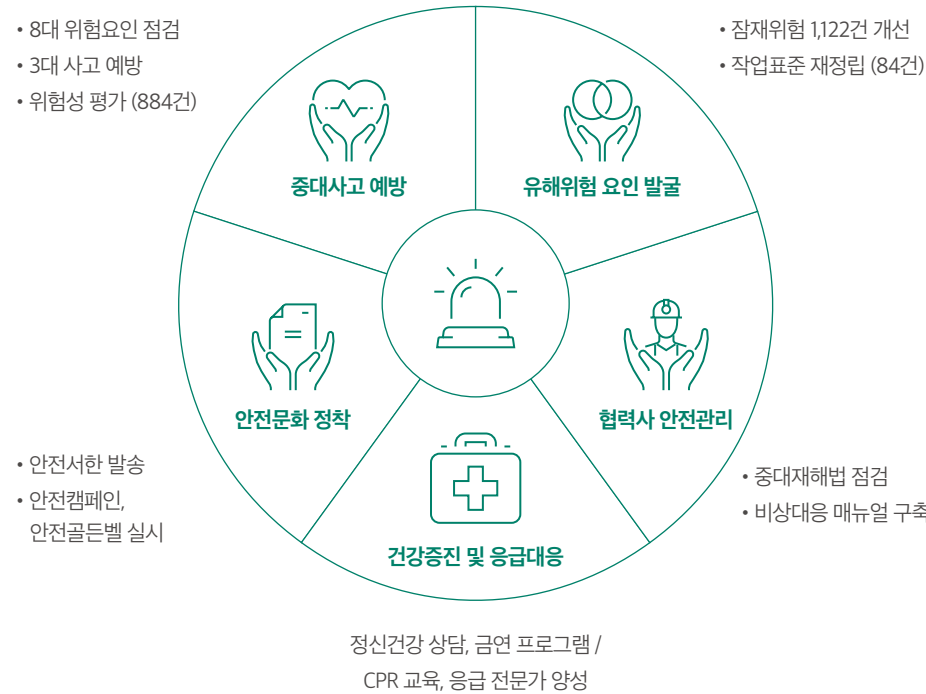 • 8대 위험요인 점검
• 3대 사고 예방
• 위험성 평가 (884건)
• 잠재위험 1,122건 개선
• 작업표준 재정립 (84건)
중대사고 예방
유해위험 요인 발굴
안전문화 정착
협력사 안전관리
• 안전서한 발송
• 안전캠페인,
안전골든벨 실시
• 중대재해법 점검
• 비상대응 매뉴얼 구축
건강증진 및 응급대응
정신건강 상담, 금연 프로그램 /
CPR 교육, 응급 전문가 양성